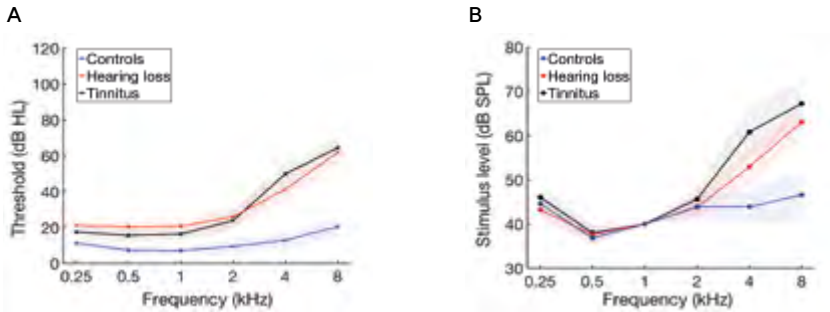 A
B
120
100
80
60
40
20
0
Threshold (dB HL)
Controls
Hearing loss
Tinnitus
0.25 0.5 1 2 4 8
Frequency (kHz)
80
70
60
50
40
30
Stimulus level (dB SPL)
Controls
Hearing loss
Tinnitus
0.25 0.5 1 2 4 8
Frequency (kHz)